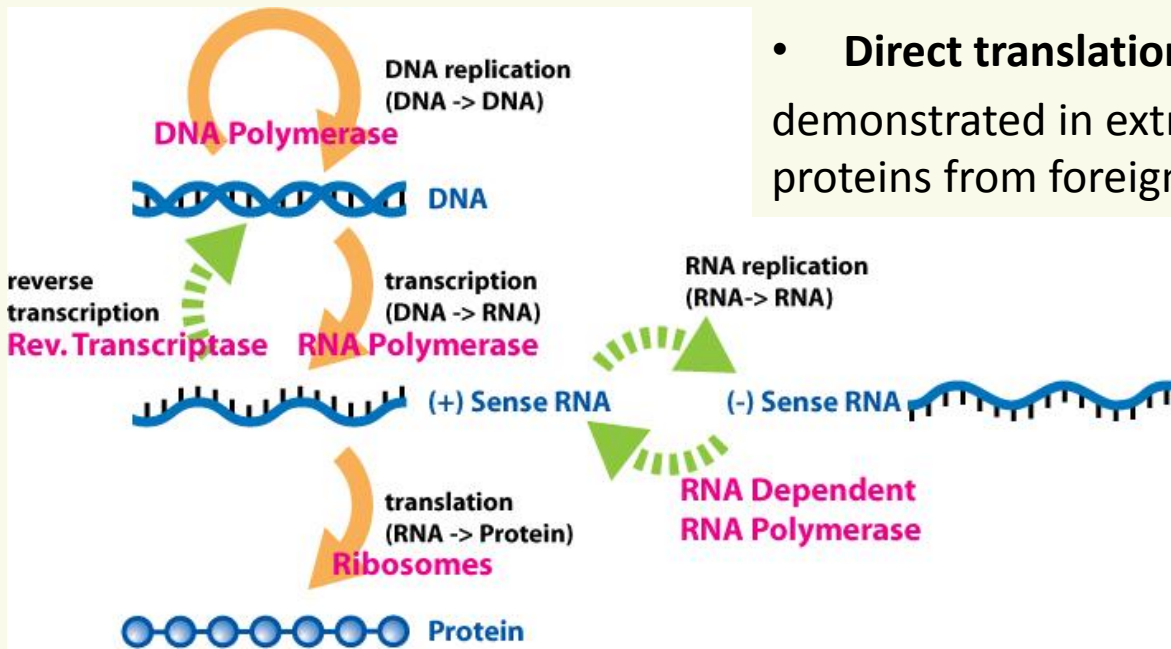 • Direct translation
demonstrated in extr
proteins from foreign
DNA replication
(DNA -> DNA)
DNA Polymerase
DNA
reverse
transcription
Rev. Transcriptase
transcription
(DNA -> RNA)
RNA Polymerase
RNA replication
(RNA-> RNA)
(+) Sense RNA
(-) Sense RNA
RNA Dependent
RNA Polymerase
translation
(RNA -> Protein)
Ribosomes
Protein